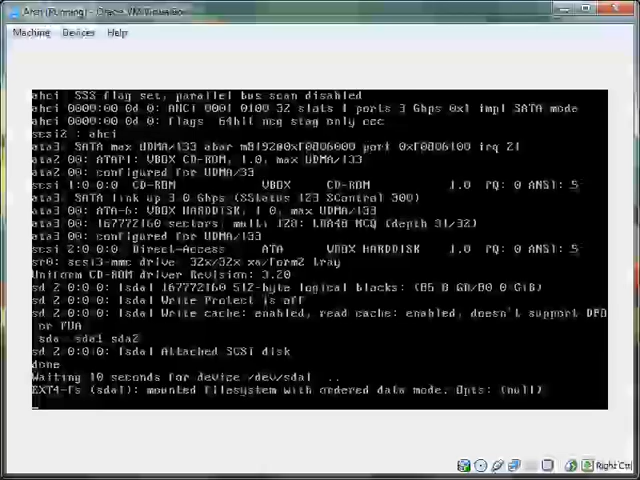 Arch [Running] - Oracle VM VirtualBox
Machine Devices Help
ahci SSS flag set, parallel bus scan disabled
ahci 0000:00:0d 0: AHCI 0001 0100 32 slots 1 ports 3 Gbps 0x1 impl SATA mode
ahci 0000:00:0d 0: flags 64bit ncq stag only ccc
scsi2 : ahci
ata3 SATA max UDMA/133 abar port irq 21
ata2 00: ATAPI: VBOX CD-ROM, 1.0, max UDMA/133
ata2 00: configured for UDMA/33
scsi 1:0:0:0 CD-ROM VBOX CD-ROM 1.0 PQ: 0 ANSI: 5
ata3 SATA link up 3 0 Gbps (SStatus 123 SControl 300)
ata3 00: ATA-6: VBOX HARDDISK, 1 0, max UDMA/133
ata3 00: 167772160 sectors, multi 128: LBA48 NCQ (depth 31/32)
ata3 00: configured for UDMA/133
scsi 2:0:0:0 Direct-Access ATA VBOX HARDDISK 1.0 PQ: 0 ANSI: 5
sr0: scsi3-mmc drive 32x/32x xa/form2 tray
Uniform CD-ROM driver Revision: 3.20
sd 2:0:0:0: [sda] 167772160 512-byte logical blocks: (85 8 GB/80 0 GiB)
sd 2:0:0:0: [sda] Write Protect is off
sd 2:0:0:0: [sda] Write cache: enabled, read cache: enabled, doesn't support DPO
or FUA
sda sda1 sda2
sd 2:0:0:0: [sda] Attached SCSI disk
done
Waiting 10 seconds for device /dev/sda1 ..
EXT4-fs (sda1): mounted filesystem with ordered data mode. Opts: (null)
Right Ctrl